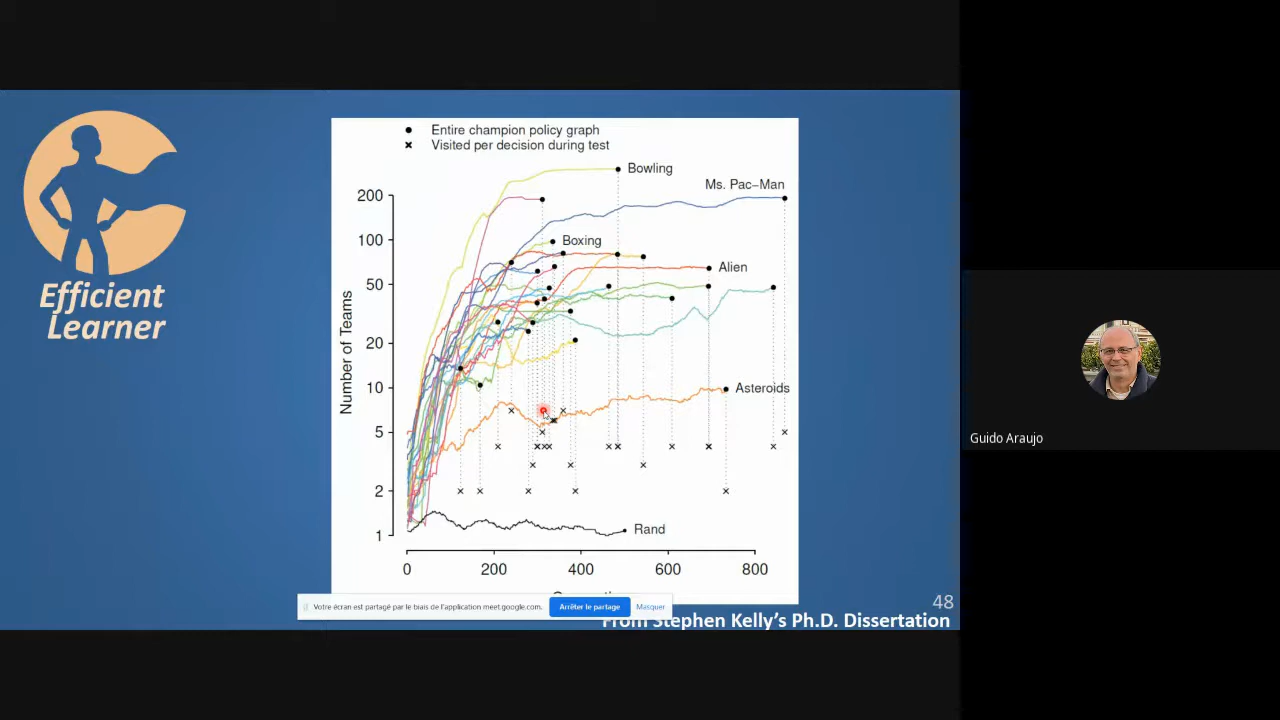 Efficient
Learner
Entire champion policy graph
Visited per decision during test
Bowling
Ms. Pac-Man
Boxing
Alien
Asteroids
Rand
Number of Teams
200
100
50
20
10
5
2
1
0
200
400
600
800
Votre écran est partagé par le biais de l'application meet.google.com.
Arrêter le partage
Masquer
48
From Stephen Kelly's Ph.D. Dissertation
Guido Araujo